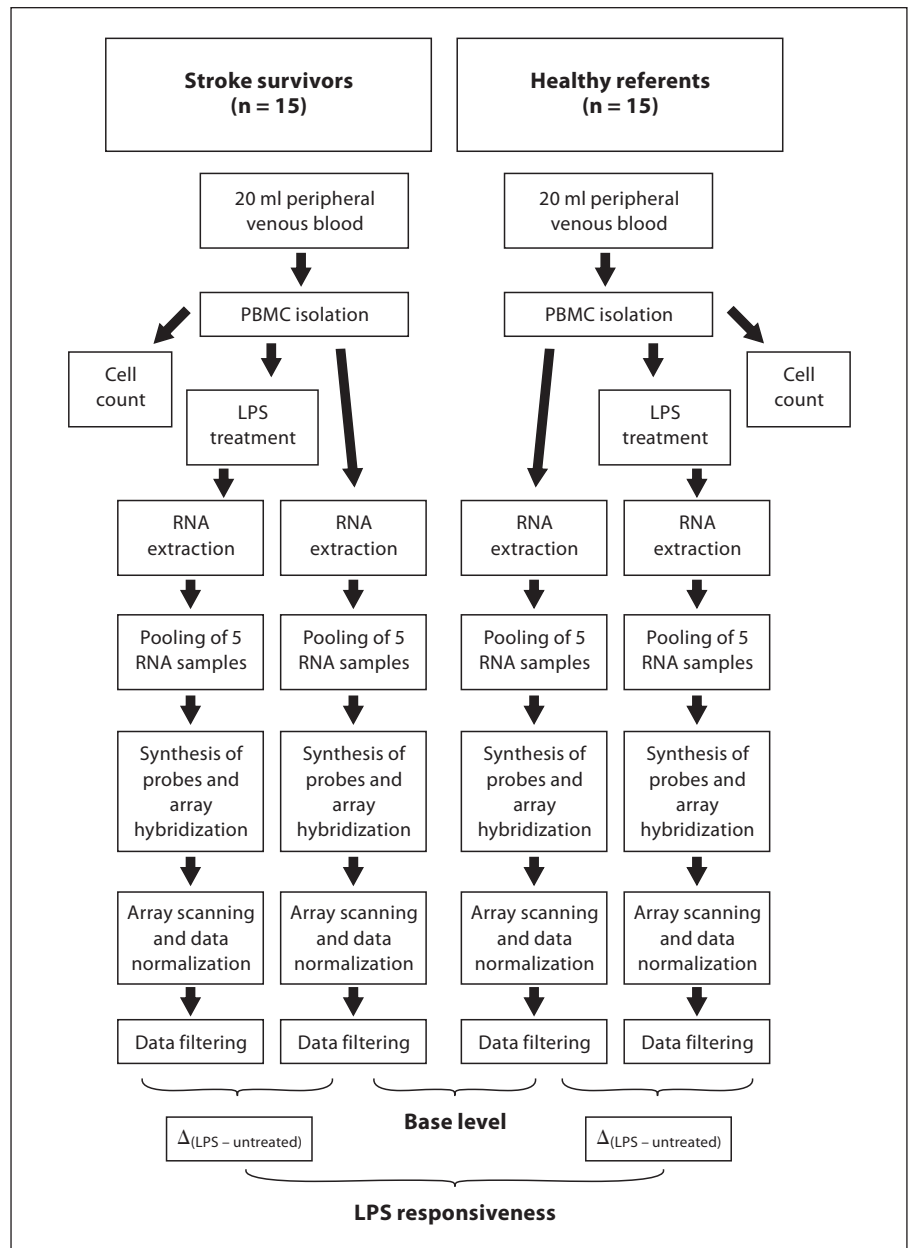 Stroke survivors
(n = 15)
Healthy referents
(n = 15)
20 ml peripheral
venous blood
20 ml peripheral
venous blood
PBMC isolation
PBMC isolation
Cell
count
Cell
count
LPS
treatment
LPS
treatment
RNA
extraction
RNA
extraction
RNA
extraction
RNA
extraction
Pooling of 5
RNA samples
Pooling of 5
RNA samples
Pooling of 5
RNA samples
Pooling of 5
RNA samples
Synthesis of
probes and
array
hybridization
Synthesis of
probes and
array
hybridization
Synthesis of
probes and
array
hybridization
Synthesis of
probes and
array
hybridization
Array scanning
and data
normalization
Array scanning
and data
normalization
Array scanning
and data
normalization
Array scanning
and data
normalization
Data filtering
Data filtering
Data filtering
Data filtering
Base level
Δ(LPS – untreated)
Δ(LPS – untreated)
LPS responsiveness